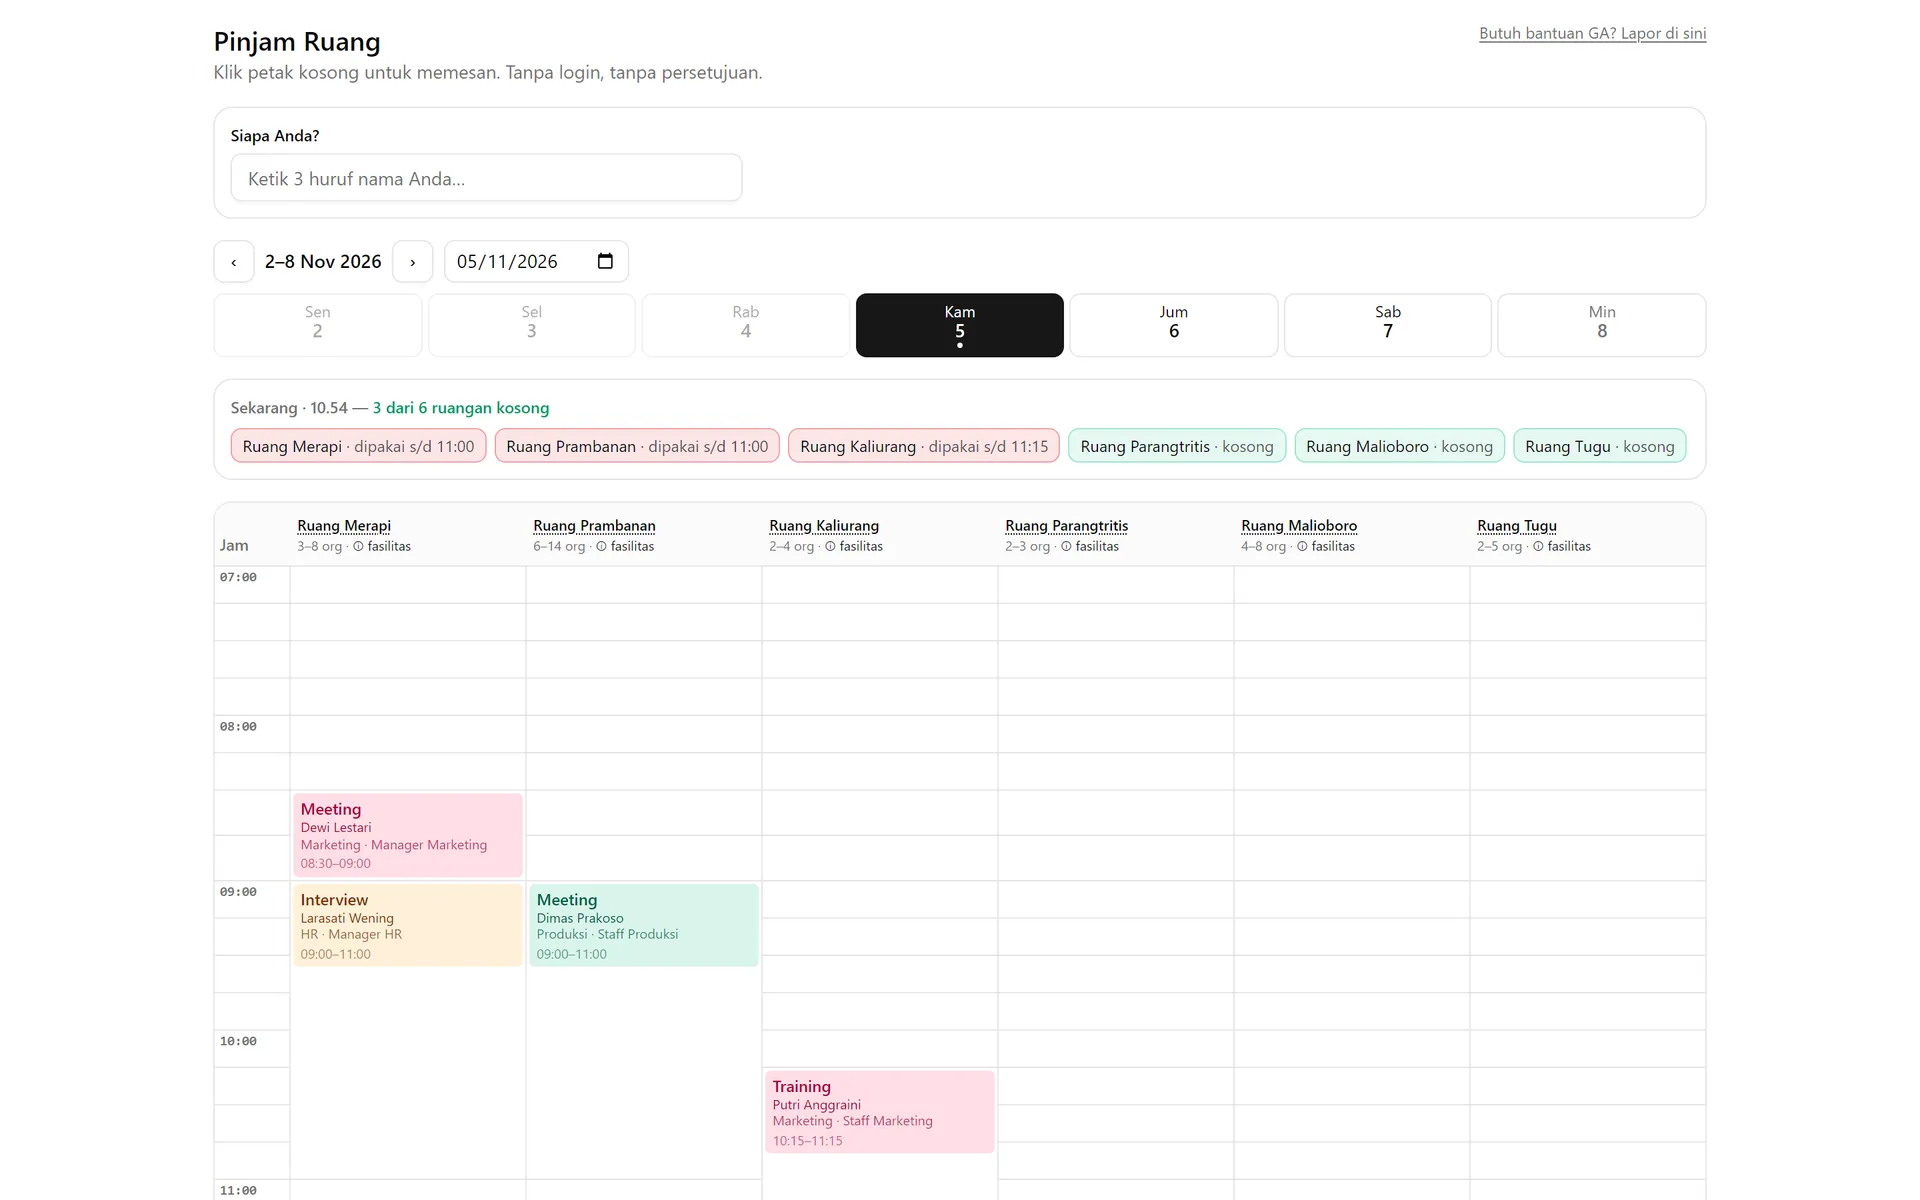 Pinjam Ruang
Butuh bantuan GA? Lapor di sini
Klik petak kosong untuk memesan. Tanpa login, tanpa persetujuan.
Siapa Anda?
Ketik 3 huruf nama Anda...
‹ 2–8 Nov 2026 › 05/11/2026
Sen Sel Rab Kam Jum Sab Min
2 3 4 5 6 7 8
Sekarang · 10.54 — 3 dari 6 ruangan kosong
Ruang Merapi · dipakai s/d 11:00 Ruang Prambanan · dipakai s/d 11:00 Ruang Kaliurang · dipakai s/d 11:15 Ruang Parangtritis · kosong Ruang Malioboro · kosong Ruang Tugu · kosong
Jam
Ruang Merapi
3–8 org · ⓘ fasilitas
Ruang Prambanan
6–14 org · ⓘ fasilitas
Ruang Kaliurang
2–4 org · ⓘ fasilitas
Ruang Parangtritis
2–3 org · ⓘ fasilitas
Ruang Malioboro
4–8 org · ⓘ fasilitas
Ruang Tugu
2–5 org · ⓘ fasilitas
07:00
08:00
Meeting
Dewi Lestari
Marketing · Manager Marketing
08:30–09:00
09:00
Interview
Larasati Wening
HR · Manager HR
09:00–11:00
Meeting
Dimas Prakoso
Produksi · Staff Produksi
09:00–11:00
10:00
Training
Putri Anggraini
Marketing · Staff Marketing
10:15–11:15
11:00